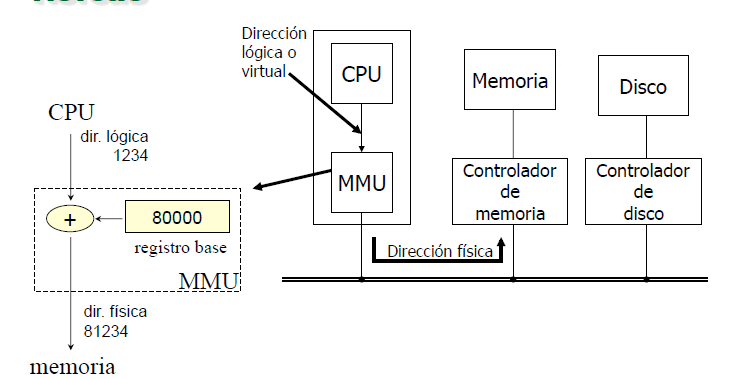 CPU
dir. lógica
1234
+
80000
registro base
MMU
dir. física
81234
memoria
Dirección
lógica o
virtual
CPU
MMU
Memoria
Disco
Controlador
de
memoria
Controlador
de
disco
Dirección física